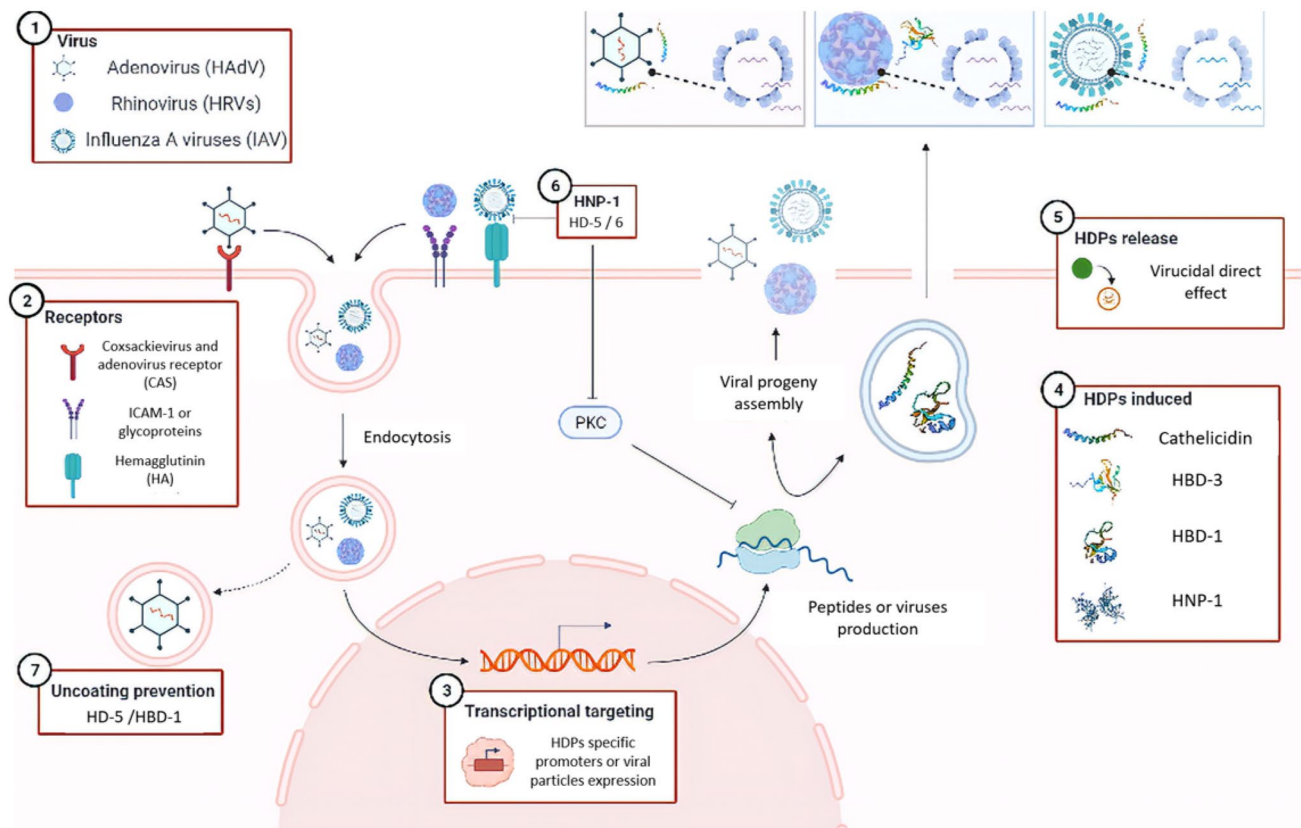 1
Virus
Adenovirus (HAdV)
Rhinovirus (HRVs)
Influenza A viruses (IAV)
6
HNP-1
HD-5 / 6
5
HDPs release
Virucidal direct
effect
2
Receptors
Coxsackievirus and
adenovirus receptor
(CAS)
ICAM-1 or
glycoproteins
Hemagglutinin
(HA)
Endocytosis
PKC
Viral progeny
assembly
4
HDPs induced
Cathelicidin
HBD-3
HBD-1
HNP-1
Peptides or viruses
production
7
Uncoating prevention
HD-5 /HBD-1
3
Transcriptional targeting
HDPs specific
promoters or viral
particles expression